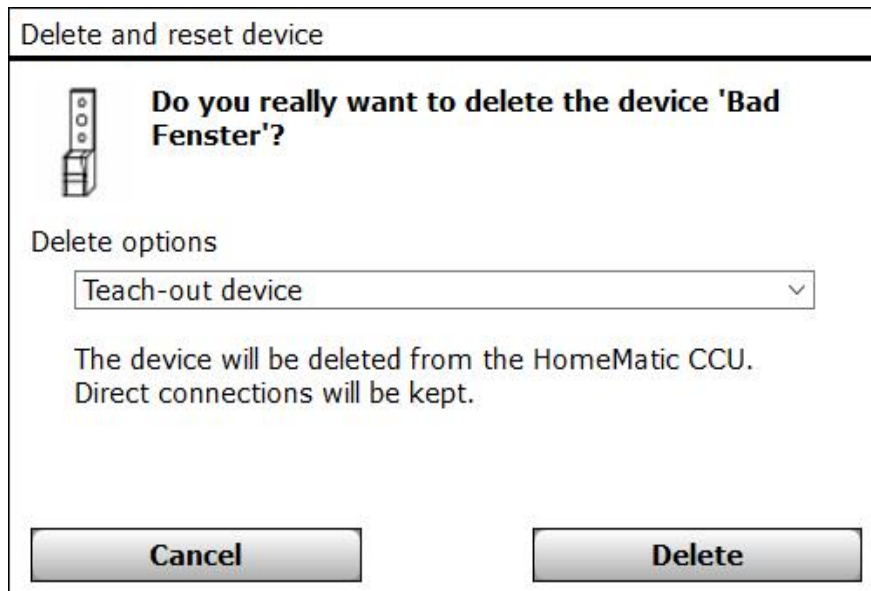 Delete and reset device
Do you really want to delete the device 'Bad
Fenster'?
Delete options
Teach-out device
The device will be deleted from the HomeMatic CCU.
Direct connections will be kept.
Cancel
Delete